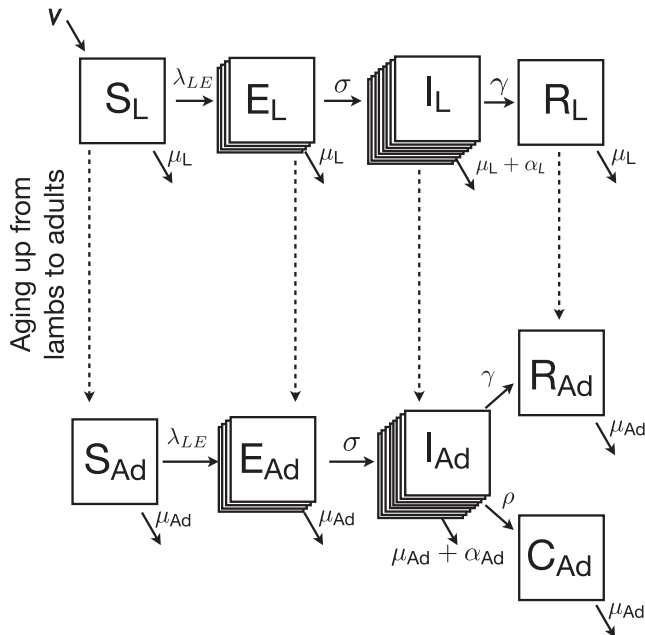 ν
S_L λ_LE E_L σ I_L γ R_L
μ_L μ_L μ_L + α_L μ_L
Aging up from
lambs to adults
γ R_Ad
S_Ad λ_LE E_Ad σ I_Ad μ_Ad
μ_Ad μ_Ad μ_Ad + α_Ad ρ C_Ad
μ_Ad